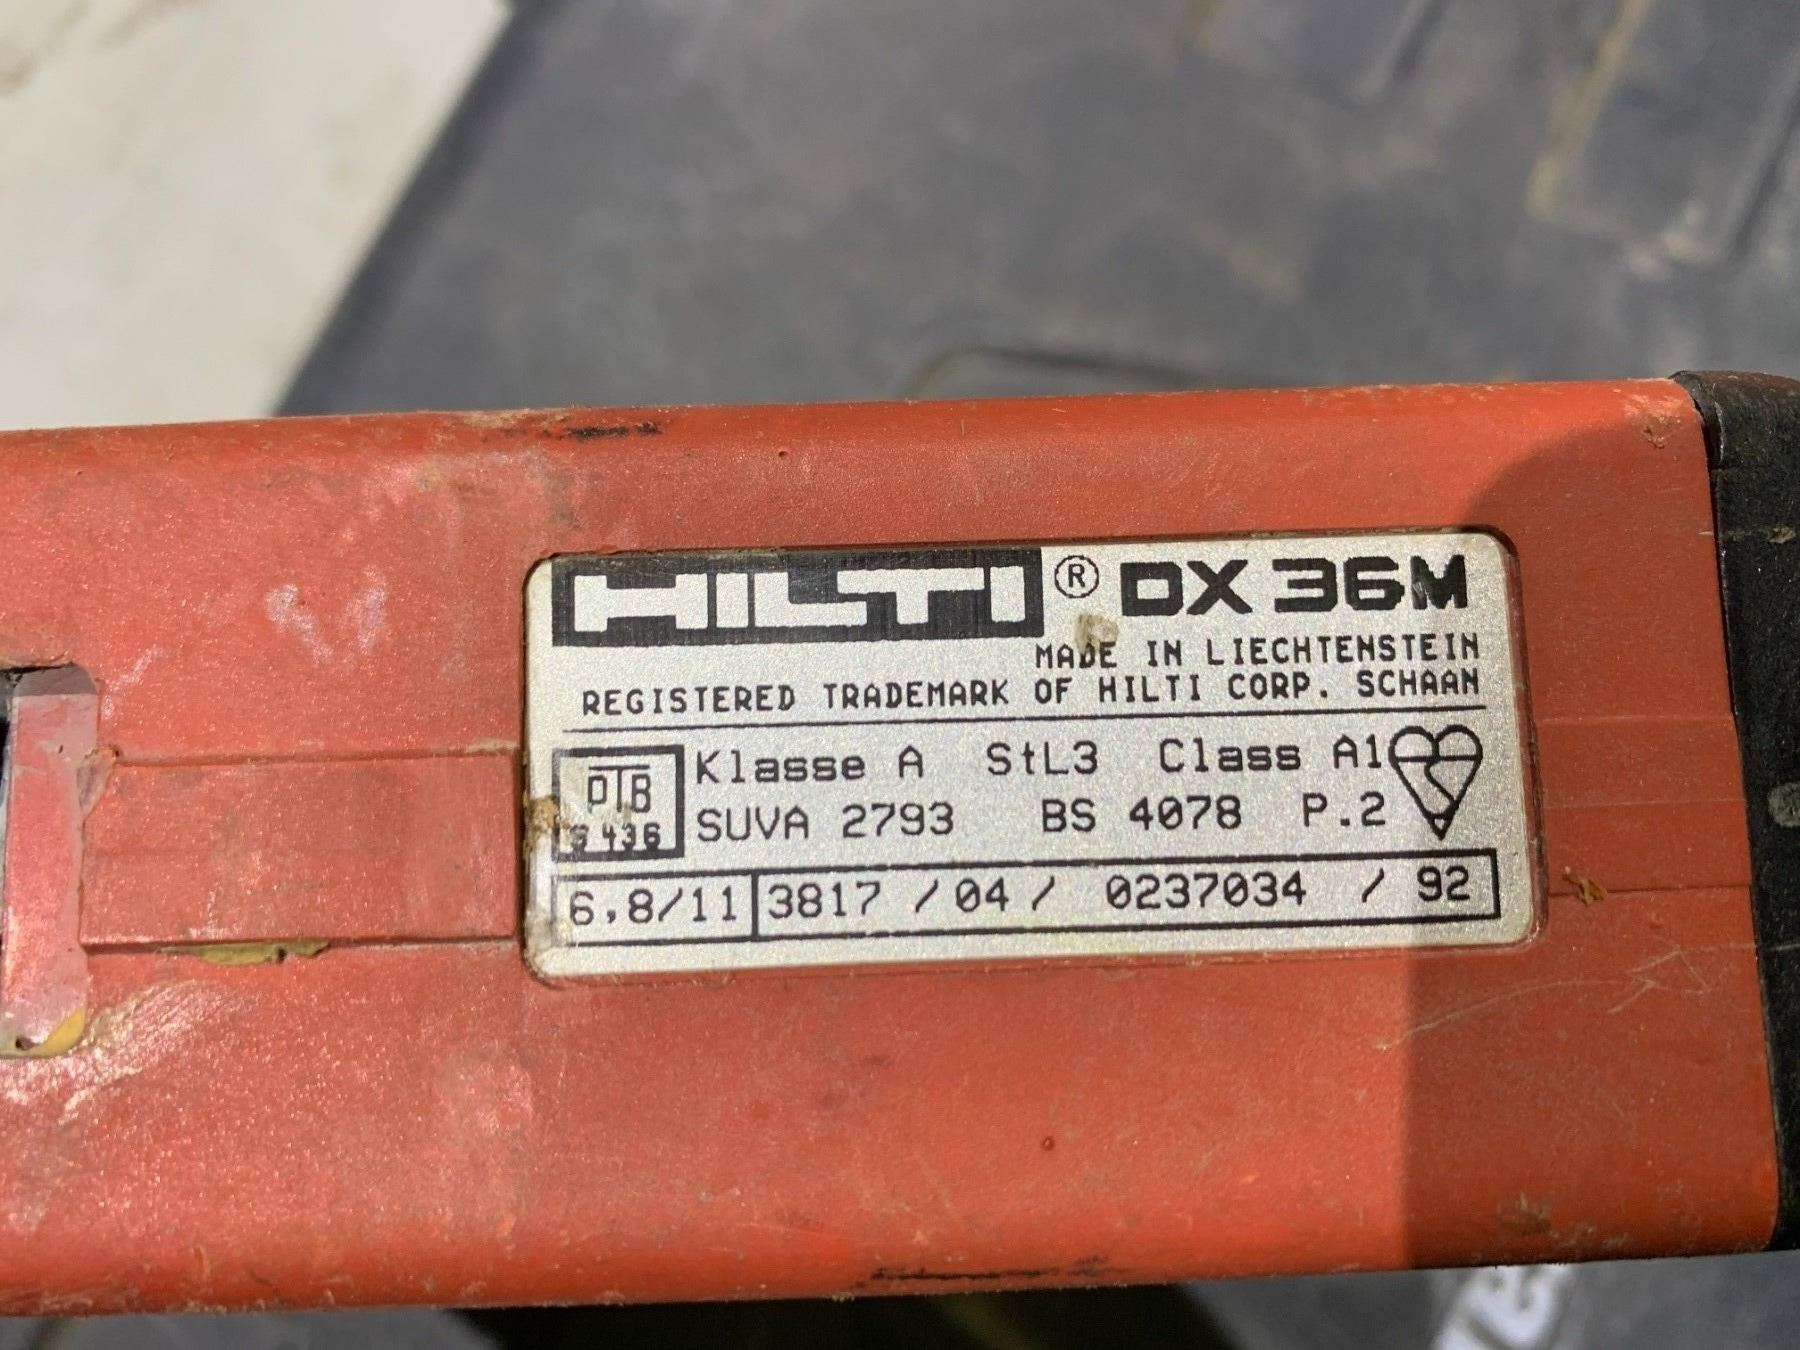 HILTI ® DX 36M
MADE IN LIECHTENSTEIN
REGISTERED TRADEMARK OF HILTI CORP. SCHAAN
PTB
S 436
Klasse A StL3 Class A1
SUVA 2793 BS 4078 P.2
6,8/11 3817 / 04 / 0237034 / 92